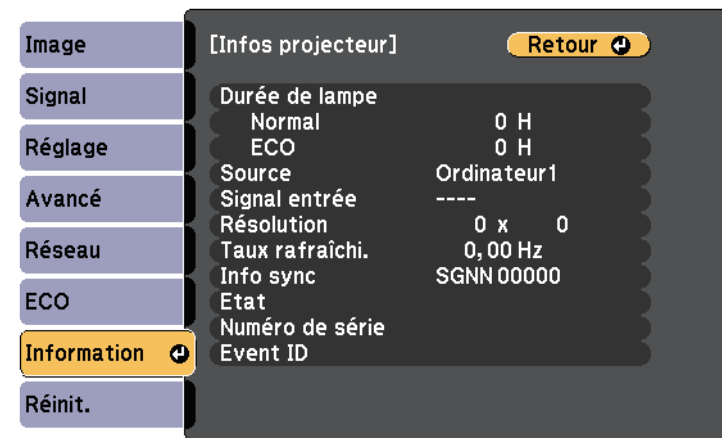 Image
Signal
Réglage
Avancé
Réseau
ECO
Information
Réinit.
[Infos projecteur] Retour
Durée de lampe
Normal 0 H
ECO 0 H
Source Ordinateur1
Signal entrée ----
Résolution 0 x 0
Taux rafraîchi. 0,00 Hz
Info sync SGNN 00000
Etat
Numéro de série
Event ID